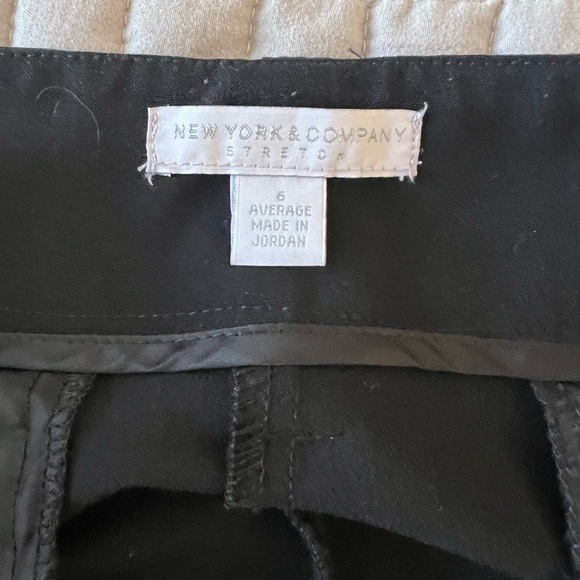 NEW YORK & COMPANY
STRETCH
6
AVERAGE
MADE IN
JORDAN